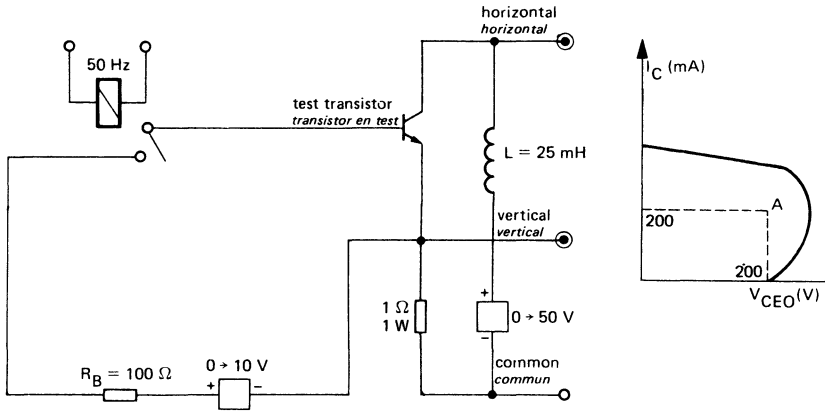 horizontal
horizontal
50 Hz
test transistor
transistor en test
L = 25 mH
vertical
vertical
1 Ω
1 W
+
0 → 50 V
−
R_B = 100 Ω
0 → 10 V
+ −
common
commun
I_C (mA)
A
200
200
V_CEO (V)